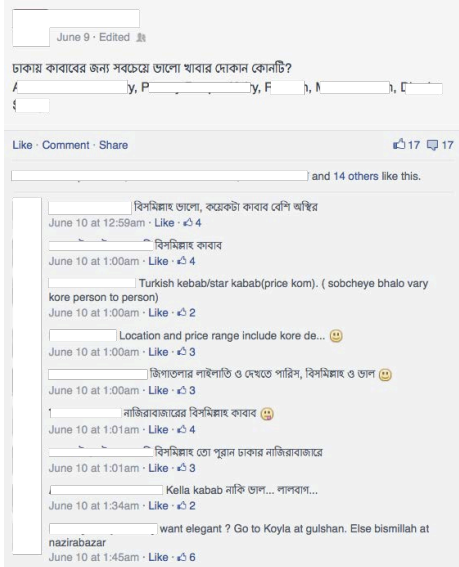 June 9 · Edited
ঢাকায় কাবাবের জন্য সবচেয়ে ভালো খাবার দোকান কোনটি?
Like · Comment · Share 17 17
and 14 others like this.
বিসমিল্লাহ ভালো, কয়েকটা কাবাব বেশি অস্থির
June 10 at 12:59am · Like · 4
বিসমিল্লাহ কাবাব
June 10 at 1:00am · Like · 4
Turkish kebab/star kabab(price kom). ( sobcheye bhalo vary
kore person to person)
June 10 at 1:00am · Like · 2
Location and price range include kore de...
June 10 at 1:00am · Like · 3
জিগাতলার লাইলাতি ও দেখতে পারিস, বিসমিল্লাহ ও ভাল
June 10 at 1:00am · Like · 3
নাজিরাবাজারের বিসমিল্লাহ কাবাব
June 10 at 1:01am · Like · 4
বিসমিল্লাহ তো পুরান ঢাকার নাজিরাবাজারে
June 10 at 1:01am · Like · 3
Kella kabab নাকি ভাল... লালবাগ...
June 10 at 1:34am · Like · 2
want elegant ? Go to Koyla at gulshan. Else bismillah at
nazirabazar
June 10 at 1:45am · Like · 6